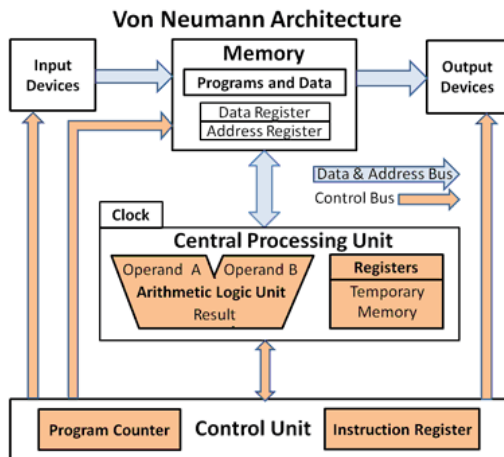 Von Neumann Architecture
Input
Devices
Memory
Programs and Data
Data Register
Address Register
Output
Devices
Data & Address Bus
Control Bus
Clock
Central Processing Unit
Operand A
Operand B
Arithmetic Logic Unit
Result
Registers
Temporary
Memory
Program Counter
Control Unit
Instruction Register